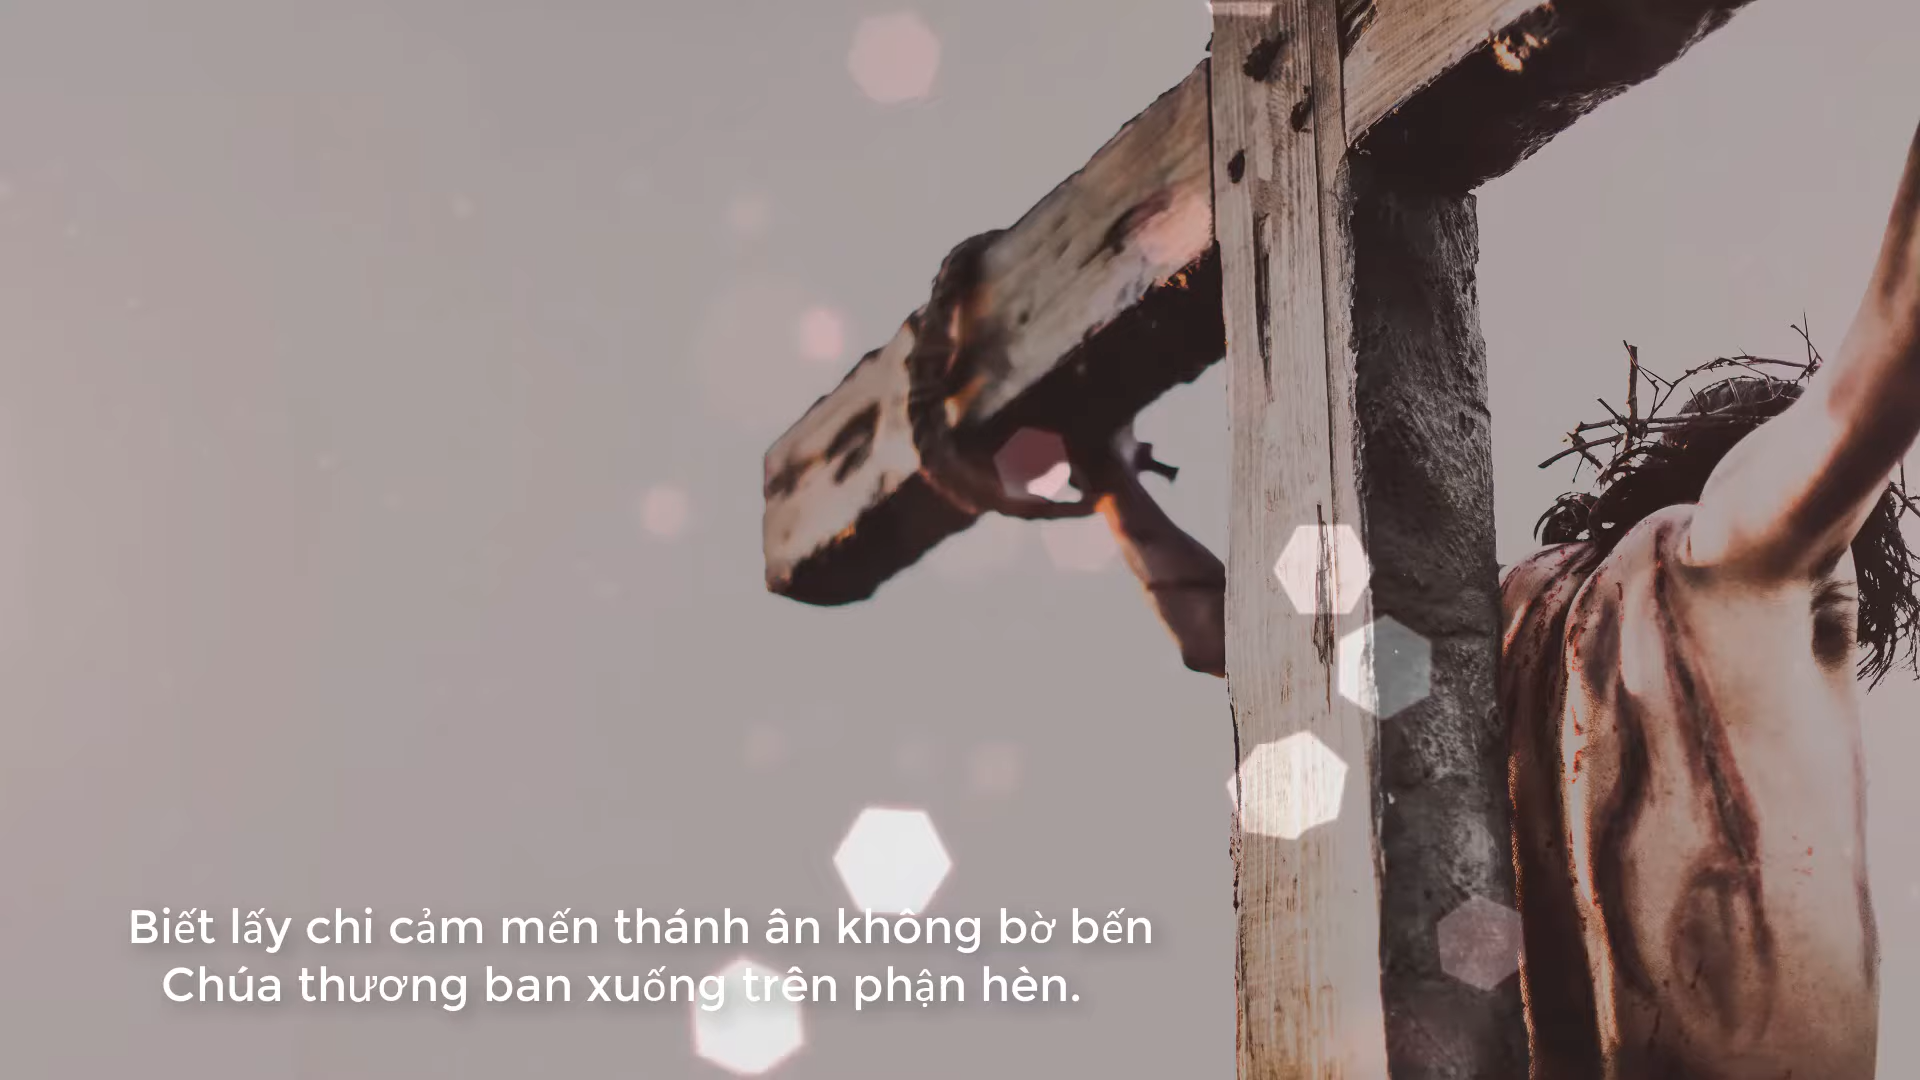 Biết lấy chi cảm mến thánh ân không bờ bến
Chúa thương ban xuống trên phận hèn.